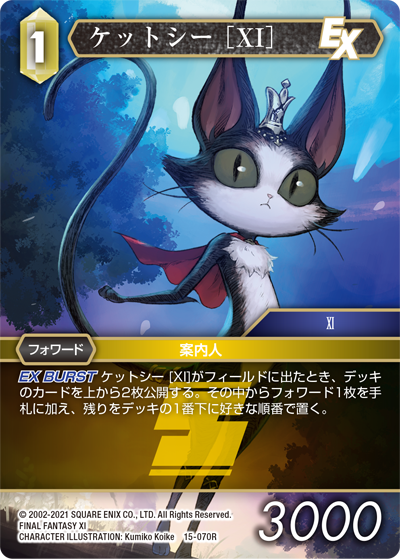 1
ケットシー [XI]
EX
XI
フォワード
案内人
EX BURST ケットシー [XI]がフィールドに出たとき、デッキ
のカードを上から2枚公開する。その中からフォワード1枚を手
札に加え、残りをデッキの1番下に好きな順番で置く。
© 2002-2021 SQUARE ENIX CO., LTD. All Rights Reserved.
FINAL FANTASY XI
CHARACTER ILLUSTRATION: Kumiko Koike 15-070R
3000